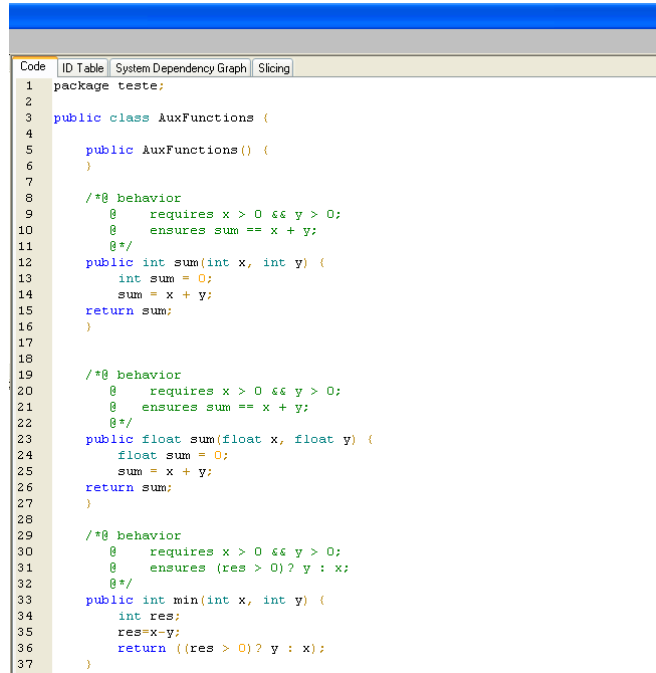 Code ID Table System Dependency Graph Slicing
1 package teste;
2
3 public class AuxFunctions {
4
5     public AuxFunctions() {
6     }
7
8     /*@ behavior
9        @    requires x > 0 && y > 0;
10        @    ensures sum == x + y;
11        @*/
12     public int sum(int x, int y) {
13         int sum = 0;
14         sum = x + y;
15     return sum;
16     }
17
18
19     /*@ behavior
20        @    requires x > 0 && y > 0;
21        @   ensures sum == x + y;
22        @*/
23     public float sum(float x, float y) {
24         float sum = 0;
25         sum = x + y;
26     return sum;
27     }
28
29     /*@ behavior
30        @    requires x > 0 && y > 0;
31        @    ensures (res > 0)? y : x;
32        @*/
33     public int min(int x, int y) {
34         int res;
35         res=x-y;
36         return ((res > 0)? y : x);
37     }